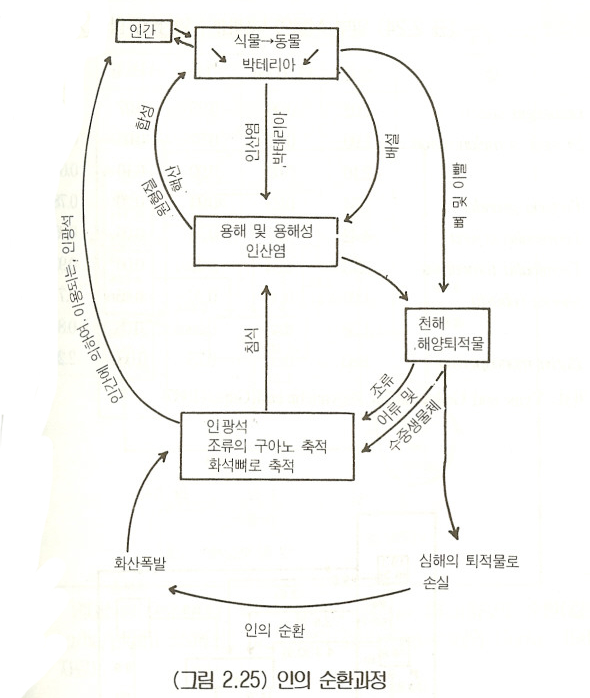 인간
식물→동물
박테리아
합성
핵산
원형질
인산염
박테리아
배설
뼈 및 이빨
용해 및 용해성
인산염
인간에 의하여, 이용되는, 인광석
침식
천해
해양퇴적물
조류
어류 및
수중생물체
인광석
조류의 구아노 축적
화석뼈로 축적
화산폭발
심해의 퇴적물로
손실
인의 순환
(그림 2.25) 인의 순환과정